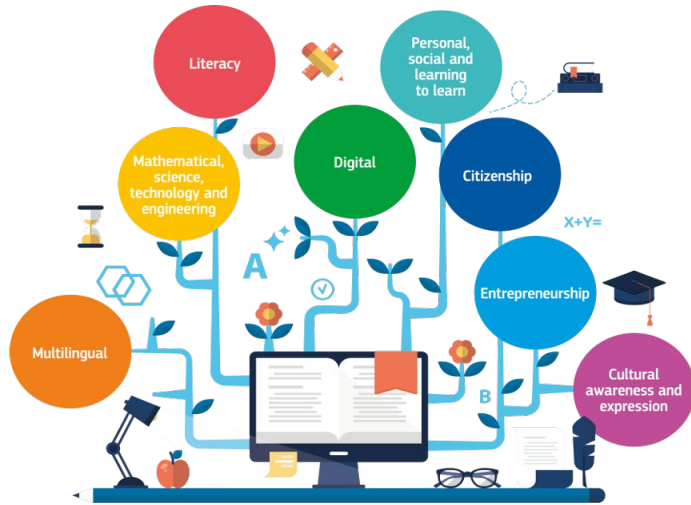 Literacy
Personal,
social and
learning
to learn
Mathematical,
science,
technology and
engineering
Digital
Citizenship
X+Y=
A
Entrepreneurship
Multilingual
Cultural
awareness and
expression
B